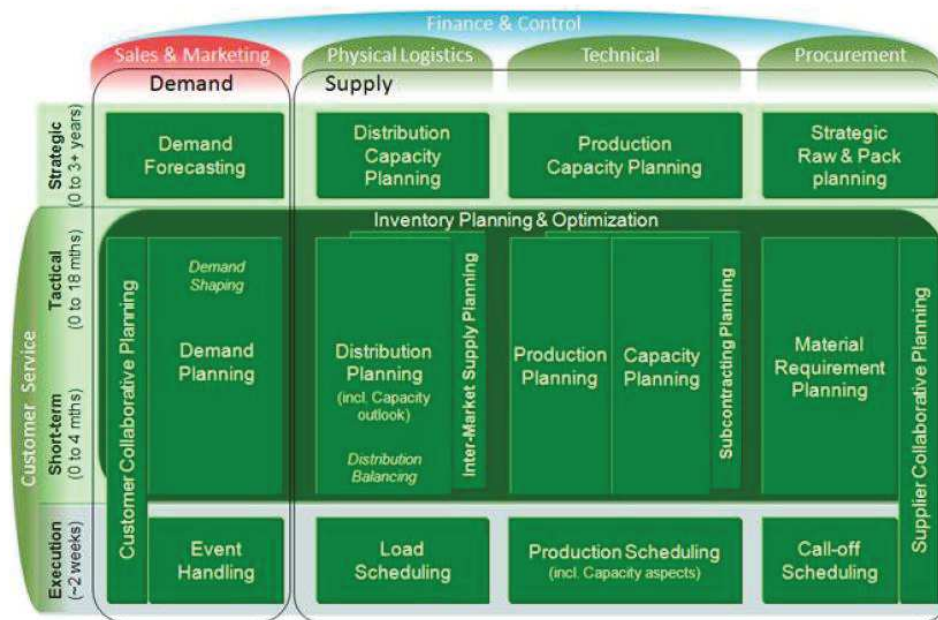 Finance & Control
Sales & Marketing
Physical Logistics
Technical
Procurement
Demand
Supply
Customer Service
Strategic
(0 to 3+ years)
Demand
Forecasting
Distribution
Capacity
Planning
Production
Capacity Planning
Strategic
Raw & Pack
planning
Inventory Planning & Optimization
Tactical
(0 to 18 mths)
Short-term
(0 to 4 mths)
Customer Collaborative Planning
Demand
Shaping
Demand
Planning
Distribution
Planning
(incl. Capacity
outlook)
Distribution
Balancing
Inter-Market Supply Planning
Production
Planning
Capacity
Planning
Subcontracting Planning
Material
Requirement
Planning
Supplier Collaborative Planning
Execution
(~2 weeks)
Event
Handling
Load
Scheduling
Production Scheduling
(incl. Capacity aspects)
Call-off
Scheduling